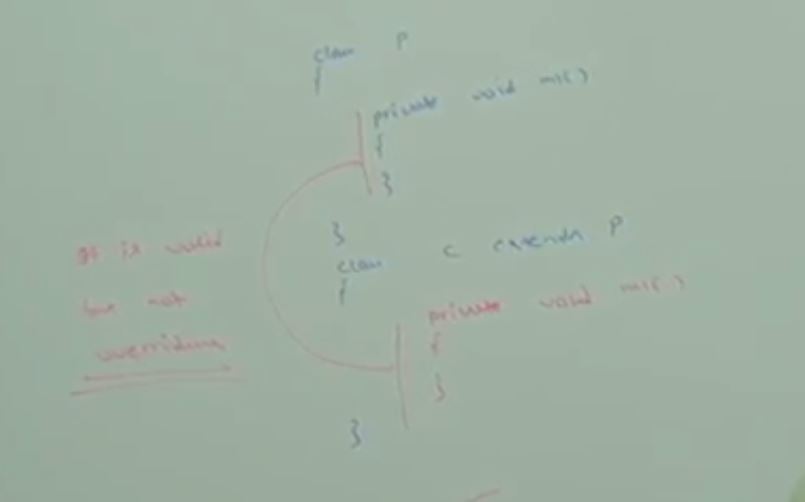 class P
{
private void m1()
{
}
}
class C extends P
{
private void m1()
{
}
}
It is valid
but not
overriding